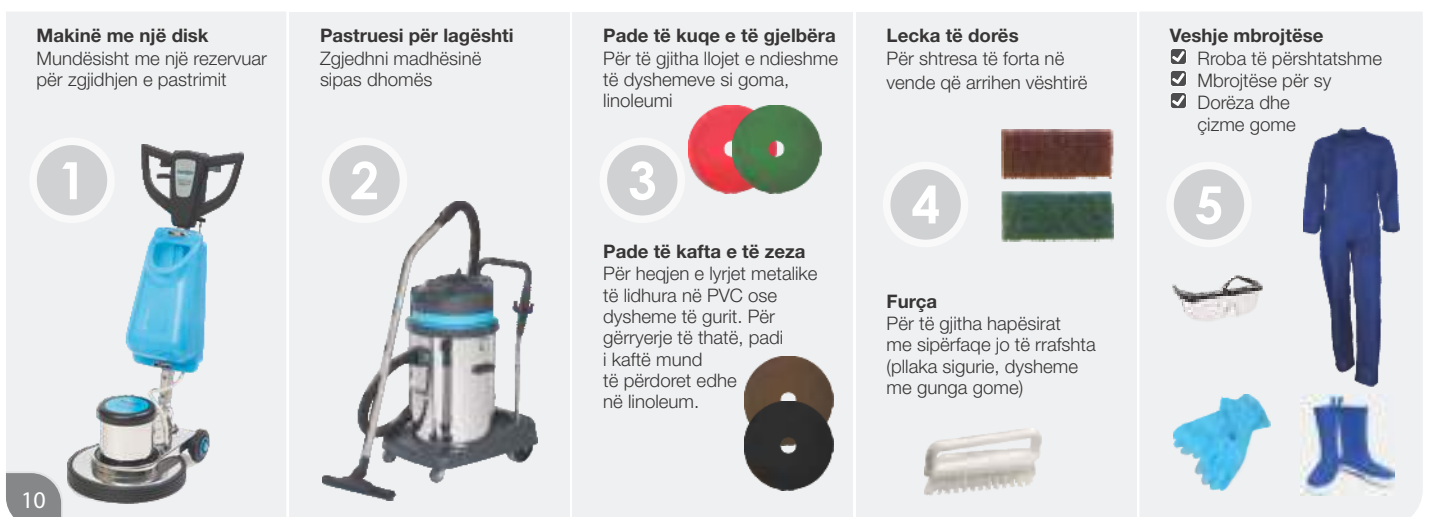 Makinë me një disk
Mundësisht me një rezervuar
për zgjidhjen e pastrimit
1
Pastruesi për lagështi
Zgjedhni madhësinë
sipas dhomës
2
Pade të kuqe e të gjelbëra
Për të gjitha llojet e ndieshme
të dyshemeve si goma,
linoleumi
3
Pade të kafta e të zeza
Për heqjen e lyrjet metalike
të lidhura në PVC ose
dysheme të gurit. Për
gërryerje të thatë, padi
i kaftë mund
të përdoret edhe
në linoleum.
Lecka të dorës
Për shtresa të forta në
vende që arrihen vështirë
4
Furça
Për të gjitha hapësirat
me sipërfaqe jo të rrafshta
(pllaka sigurie, dysheme
me gunga gome)
Veshje mbrojtëse
Rroba të përshtatshme
Mbrojtëse për sy
Dorëza dhe
çizme gome
5
10